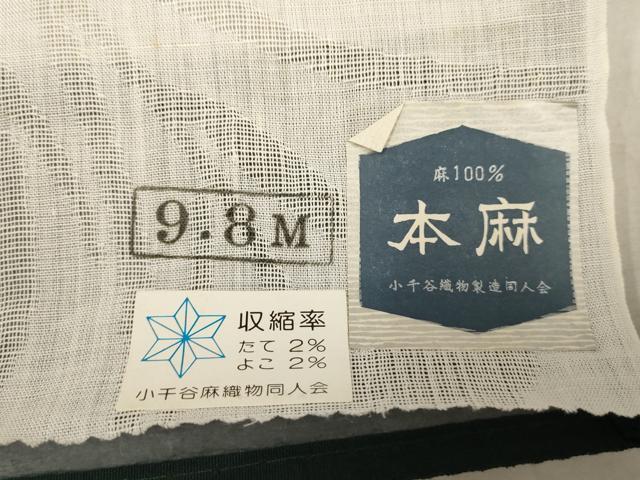 麻100%
本麻
小千谷織物製造同人会
9.8M
収縮率
たて 2%
よこ 2%
小千谷麻織物同人会